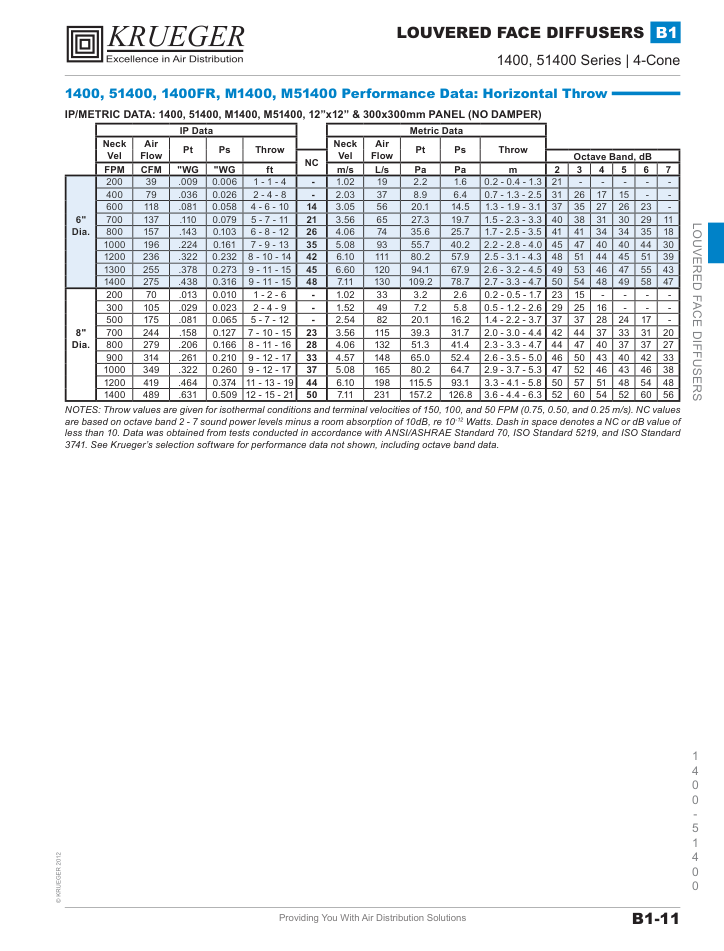 KRUEGER
Excellence in Air Distribution
LOUVERED FACE DIFFUSERS B1
1400, 51400 Series | 4-Cone
1400, 51400, 1400FR, M1400, M51400 Performance Data: Horizontal Throw
IP/METRIC DATA: 1400, 51400, M1400, M51400, 12”x12” & 300x300mm PANEL (NO DAMPER)
IP Data Metric Data
Neck Vel Air Flow Pt Ps Throw NC Neck Vel Air Flow Pt Ps Throw Octave Band, dB
FPM CFM "WG "WG ft m/s L/s Pa Pa m 2 3 4 5 6 7
6" Dia.
200 39 .009 0.006 1 - 1 - 4 - 1.02 19 2.2 1.6 0.2 - 0.4 - 1.3 21 - - - - -
400 79 .036 0.026 2 - 4 - 8 - 2.03 37 8.9 6.4 0.7 - 1.3 - 2.5 31 26 17 15 - -
600 118 .081 0.058 4 - 6 - 10 14 3.05 56 20.1 14.5 1.3 - 1.9 - 3.1 37 35 27 26 23 -
700 137 .110 0.079 5 - 7 - 11 21 3.56 65 27.3 19.7 1.5 - 2.3 - 3.3 40 38 31 30 29 11
800 157 .143 0.103 6 - 8 - 12 26 4.06 74 35.6 25.7 1.7 - 2.5 - 3.5 41 41 34 34 35 18
1000 196 .224 0.161 7 - 9 - 13 35 5.08 93 55.7 40.2 2.2 - 2.8 - 4.0 45 47 40 40 44 30
1200 236 .322 0.232 8 - 10 - 14 42 6.10 111 80.2 57.9 2.5 - 3.1 - 4.3 48 51 44 45 51 39
1300 255 .378 0.273 9 - 11 - 15 45 6.60 120 94.1 67.9 2.6 - 3.2 - 4.5 49 53 46 47 55 43
1400 275 .438 0.316 9 - 11 - 15 48 7.11 130 109.2 78.7 2.7 - 3.3 - 4.7 50 54 48 49 58 47
8" Dia.
200 70 .013 0.010 1 - 2 - 6 - 1.02 33 3.2 2.6 0.2 - 0.5 - 1.7 23 15 - - - -
300 105 .029 0.023 2 - 4 - 9 - 1.52 49 7.2 5.8 0.5 - 1.2 - 2.6 29 25 16 - - -
500 175 .081 0.065 5 - 7 - 12 - 2.54 82 20.1 16.2 1.4 - 2.2 - 3.7 37 37 28 24 17 -
700 244 .158 0.127 7 - 10 - 15 23 3.56 115 39.3 31.7 2.0 - 3.0 - 4.4 42 44 37 33 31 20
800 279 .206 0.166 8 - 11 - 16 28 4.06 132 51.3 41.4 2.3 - 3.3 - 4.7 44 47 40 37 37 27
900 314 .261 0.210 9 - 12 - 17 33 4.57 148 65.0 52.4 2.6 - 3.5 - 5.0 46 50 43 40 42 33
1000 349 .322 0.260 9 - 12 - 17 37 5.08 165 80.2 64.7 2.9 - 3.7 - 5.3 47 52 46 43 46 38
1200 419 .464 0.374 11 - 13 - 19 44 6.10 198 115.5 93.1 3.3 - 4.1 - 5.8 50 57 51 48 54 48
1400 489 .631 0.509 12 - 15 - 21 50 7.11 231 157.2 126.8 3.6 - 4.4 - 6.3 52 60 54 52 60 56
NOTES: Throw values are given for isothermal conditions and terminal velocities of 150, 100, and 50 FPM (0.75, 0.50, and 0.25 m/s). NC values
are based on octave band 2 - 7 sound power levels minus a room absorption of 10dB, re 10⁻¹² Watts. Dash in space denotes a NC or dB value of
less than 10. Data was obtained from tests conducted in accordance with ANSI/ASHRAE Standard 70, ISO Standard 5219, and ISO Standard
3741. See Krueger's selection software for performance data not shown, including octave band data.
LOUVERED FACE DIFFUSERS
1400-51400
© KRUEGER 2012
Providing You With Air Distribution Solutions
B1-11